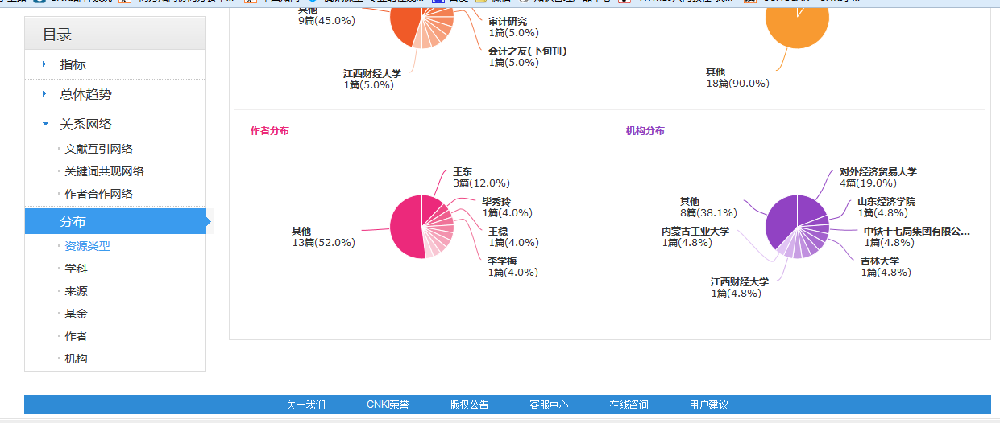 其他
9篇(45.0%)
审计研究
1篇(5.0%)
会计之友(下旬刊)
1篇(5.0%)
江西财经大学
1篇(5.0%)
其他
18篇(90.0%)
目录
指标
总体趋势
关系网络
文献互引网络
关键词共现网络
作者合作网络
分布
资源类型
学科
来源
基金
作者
机构
作者分布
王东
3篇(12.0%)
毕秀玲
1篇(4.0%)
王稳
1篇(4.0%)
李学梅
1篇(4.0%)
其他
13篇(52.0%)
机构分布
对外经济贸易大学
4篇(19.0%)
山东经济学院
1篇(4.8%)
中铁十七局集团有限公...
1篇(4.8%)
吉林大学
1篇(4.8%)
江西财经大学
1篇(4.8%)
内蒙古工业大学
1篇(4.8%)
其他
8篇(38.1%)
关于我们 CNKI荣誉 版权公告 客服中心 在线咨询 用户建议